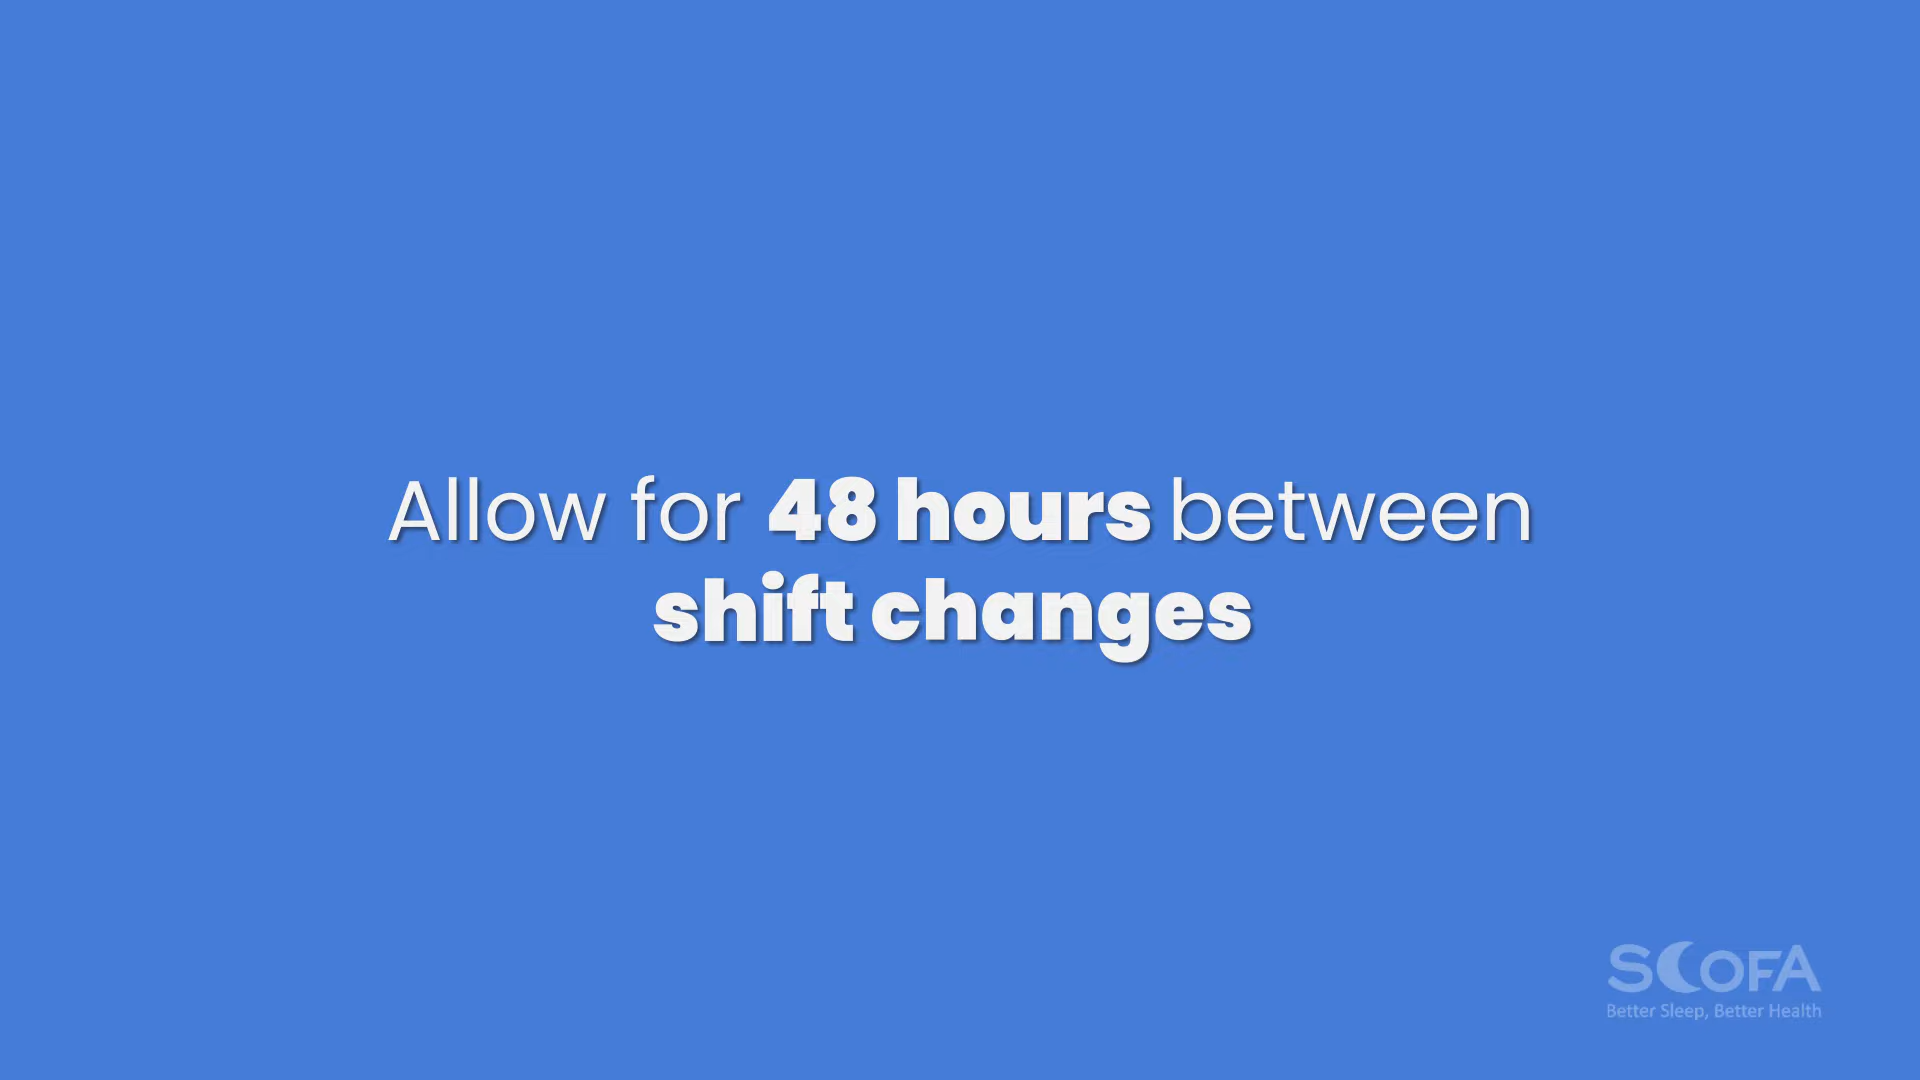 Allow for 48 hours between
shift changes
SCOFA
Better Sleep, Better Health